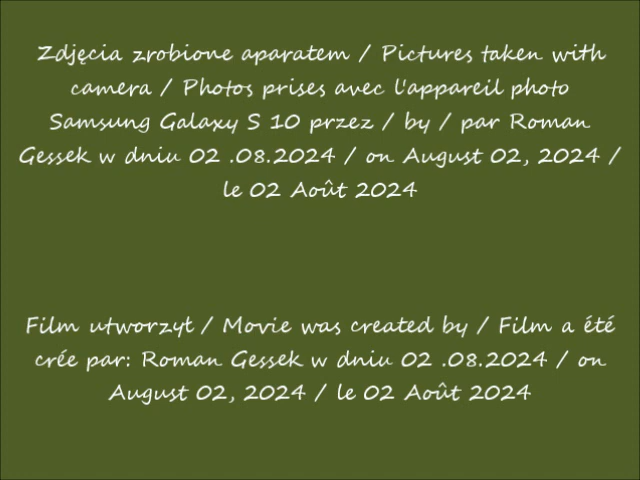 Zdjęcia zrobione aparatem / Pictures taken with
camera / Photos prises avec l'appareil photo
Samsung Galaxy S 10 przez / by / par Roman
Gessek w dniu 02 .08.2024 / on August 02, 2024 /
le 02 Août 2024
Film utworzył / Movie was created by / Film a été
crée par: Roman Gessek w dniu 02 .08.2024 / on
August 02, 2024 / le 02 Août 2024